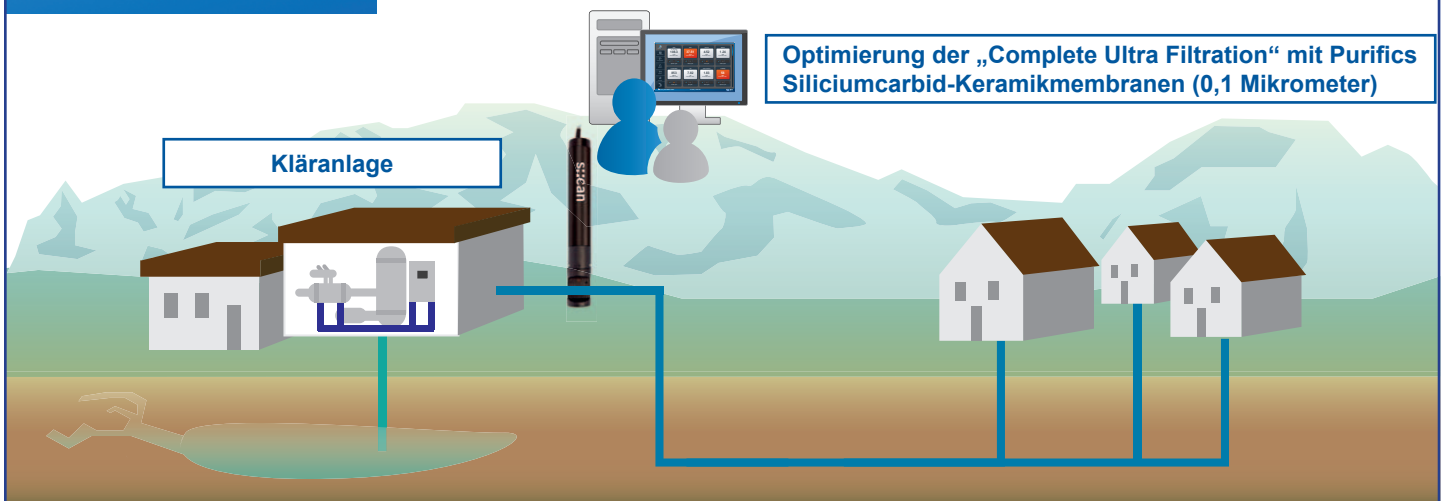 Optimierung der „Complete Ultra Filtration“ mit Purifics
Siliciumcarbid-Keramikmembranen (0,1 Mikrometer)
Kläranlage
s::can